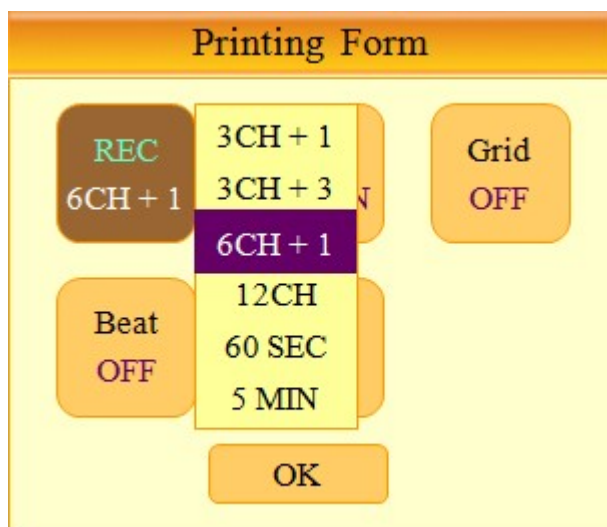 Printing Form
REC
6CH + 1
3CH + 1
3CH + 3
6CH + 1
12CH
60 SEC
5 MIN
Grid
OFF
Beat
OFF
OK